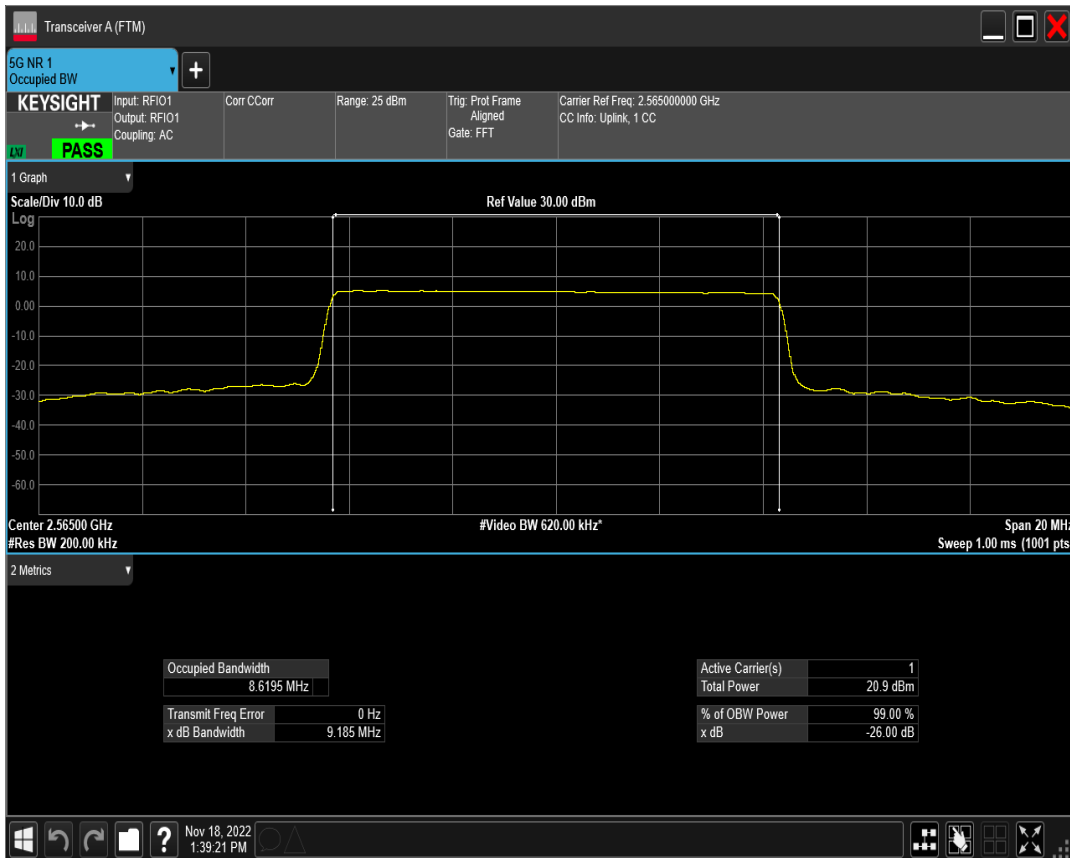 Transceiver A (FTM)
5G NR 1
Occupied BW
+
KEYSIGHT
LXI
PASS
Input: RFIO1
Output: RFIO1
Coupling: AC
Corr CCorr
Range: 25 dBm
Trig: Prot Frame
Aligned
Gate: FFT
Carrier Ref Freq: 2.565000000 GHz
CC Info: Uplink, 1 CC
1 Graph
Scale/Div 10.0 dB
Ref Value 30.00 dBm
Log
20.0
10.0
0.00
-10.0
-20.0
-30.0
-40.0
-50.0
-60.0
Center 2.56500 GHz
#Video BW 620.00 kHz*
Span 20 MHz
#Res BW 200.00 kHz
Sweep 1.00 ms (1001 pts
2 Metrics
Occupied Bandwidth
8.6195 MHz
Transmit Freq Error 0 Hz
x dB Bandwidth 9.185 MHz
Active Carrier(s) 1
Total Power 20.9 dBm
% of OBW Power 99.00 %
x dB -26.00 dB
?
Nov 18, 2022
1:39:21 PM